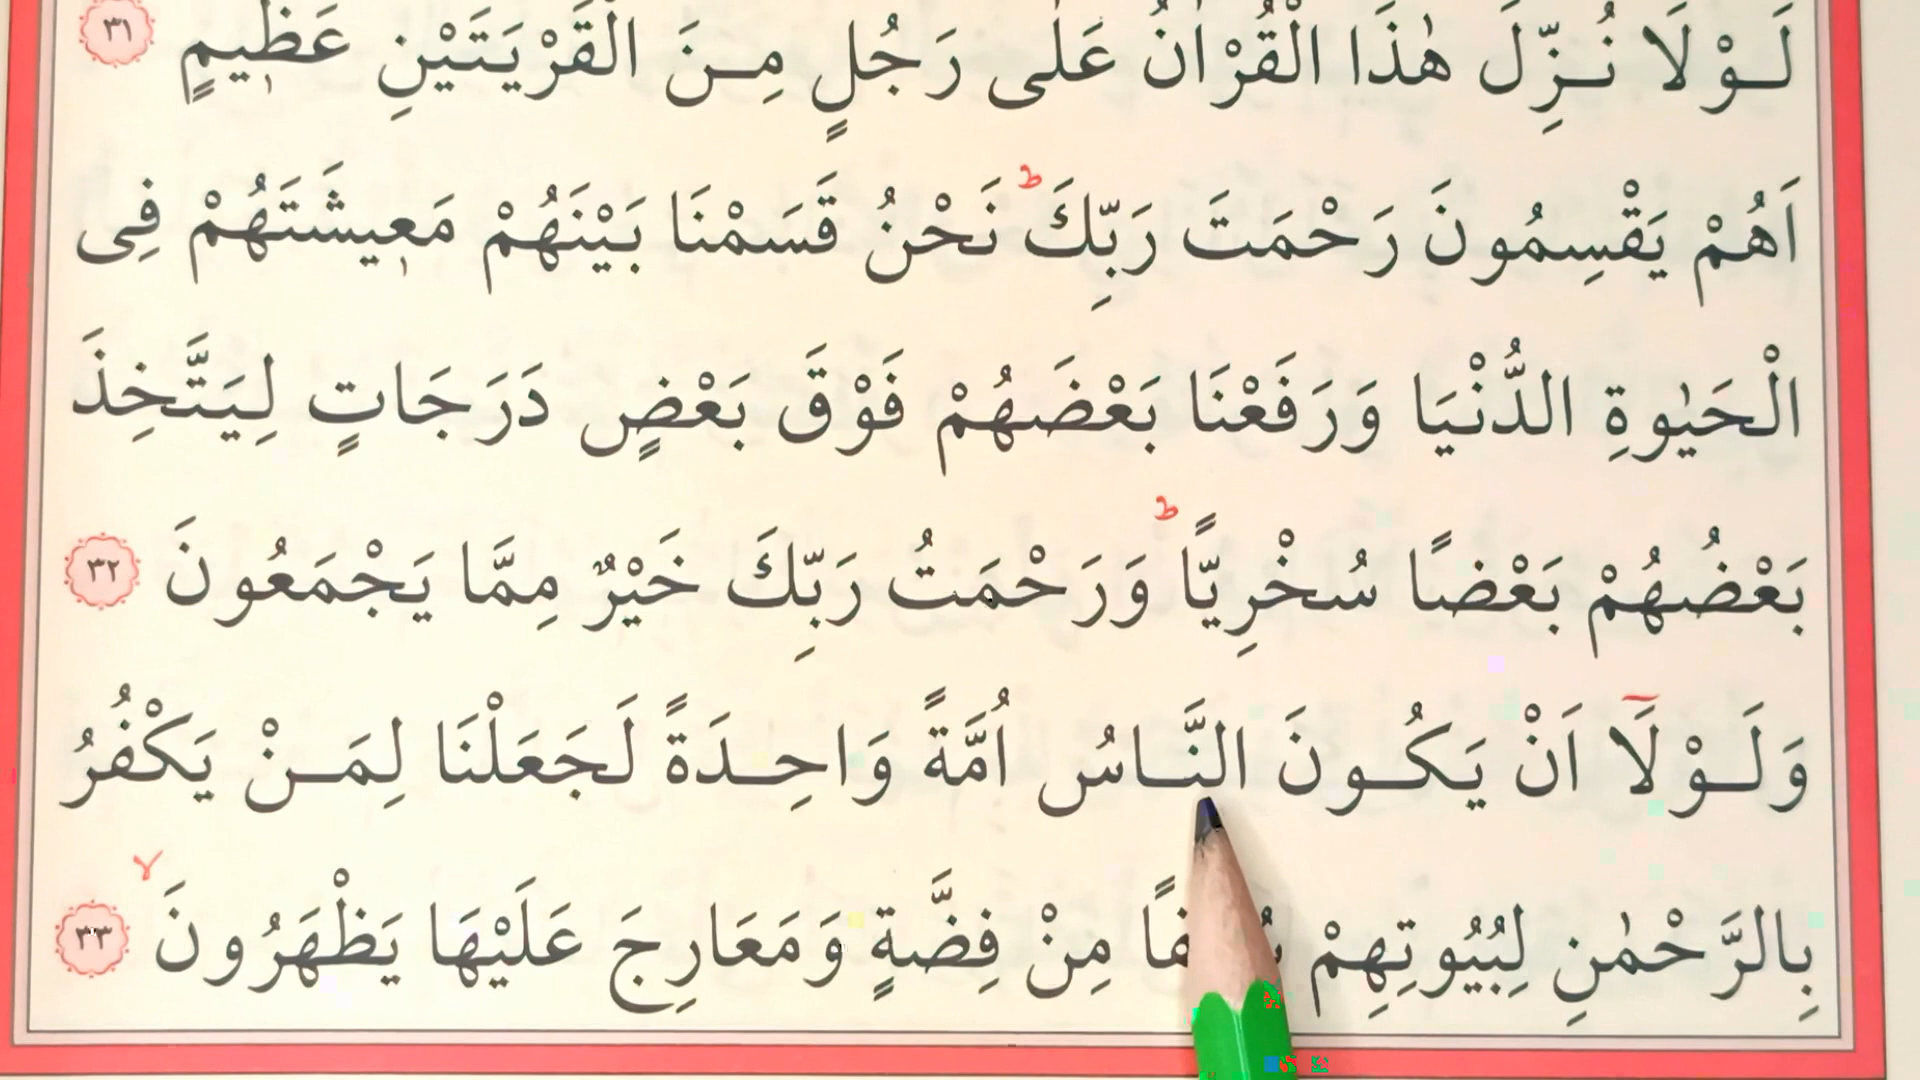 لَوْلَا نُزِّلَ هٰذَا الْقُرْاٰنُ عَلٰى رَجُلٍ مِنَ الْقَرْيَتَيْنِ عَظٖيمٍ ٣١
اَهُمْ يَقْسِمُونَ رَحْمَتَ رَبِّكَ ط نَحْنُ قَسَمْنَا بَيْنَهُمْ مَعٖيشَتَهُمْ فِى
الْحَيٰوةِ الدُّنْيَا وَرَفَعْنَا بَعْضَهُمْ فَوْقَ بَعْضٍ دَرَجَاتٍ لِيَتَّخِذَ
بَعْضُهُمْ بَعْضًا سُخْرِيًّا ط وَرَحْمَتُ رَبِّكَ خَيْرٌ مِمَّا يَجْمَعُونَ ٣٢
وَلَوْلَٓا اَنْ يَكُونَ النَّاسُ اُمَّةً وَاحِدَةً لَجَعَلْنَا لِمَنْ يَكْفُرُ
بِالرَّحْمٰنِ لِبُيُوتِهِمْ مِنْ فِضَّةٍ وَمَعَارِجَ عَلَيْهَا يَظْهَرُونَ لا ٣٣